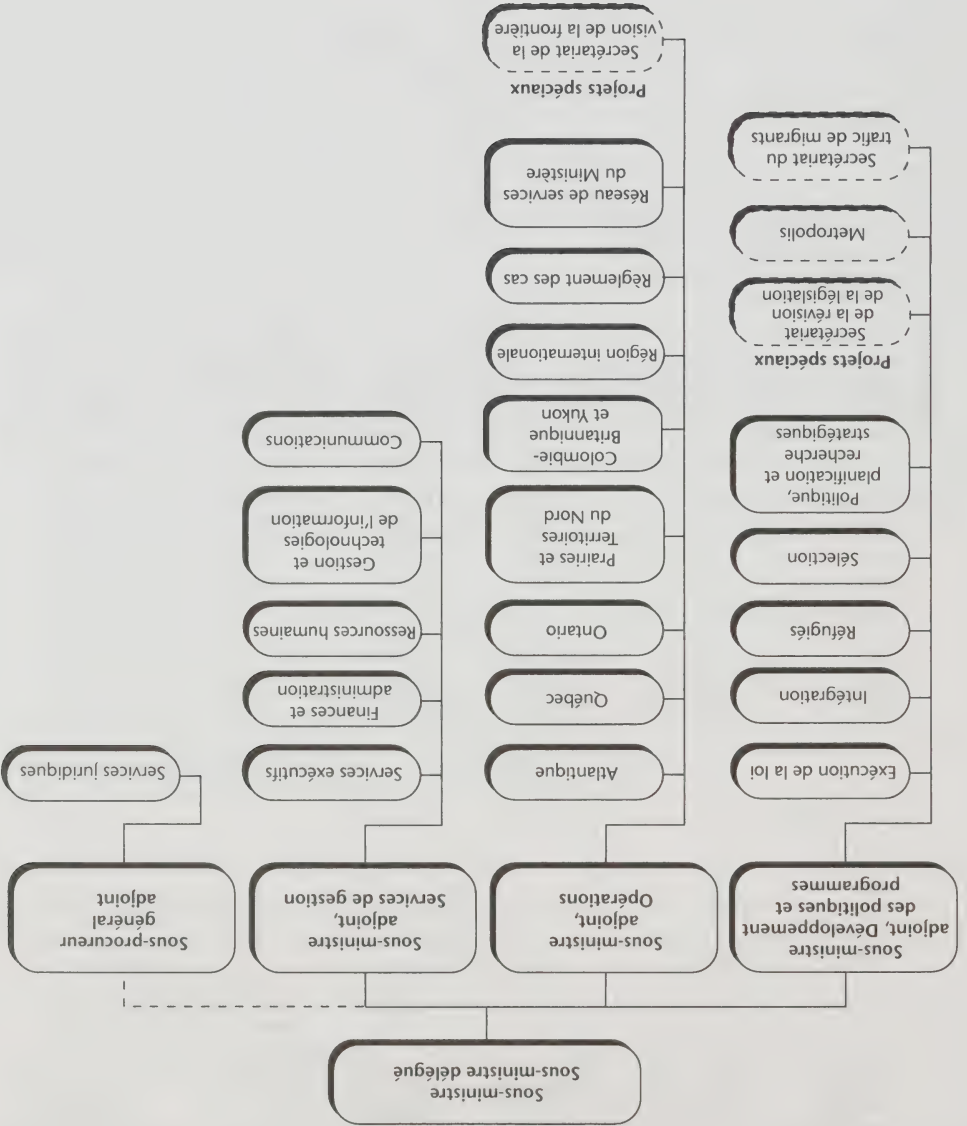 Sous-ministre
Sous-ministre délégué
Sous-ministre
adjoint, Développement
des politiques et
programmes
Exécution de la loi
Intégration
Réfugiés
Sélection
Politique,
planification et
recherche
stratégiques
Projets spéciaux
Secrétariat
de la révision
de la législation
Metropolis
Secrétariat du
trafic de migrants
Sous-ministre
adjoint,
Opérations
Atlantique
Québec
Ontario
Prairies et
Territoires
du Nord
Colombie-
Britannique
et Yukon
Région internationale
Règlement des cas
Réseau de services
du Ministère
Projets spéciaux
Secrétariat de la
vision de la frontière
Sous-ministre
adjoint,
Services de gestion
Services exécutifs
Finances et
administration
Ressources humaines
Gestion et
technologies
de l'information
Communications
Sous-procureur
général
adjoint
Services juridiques